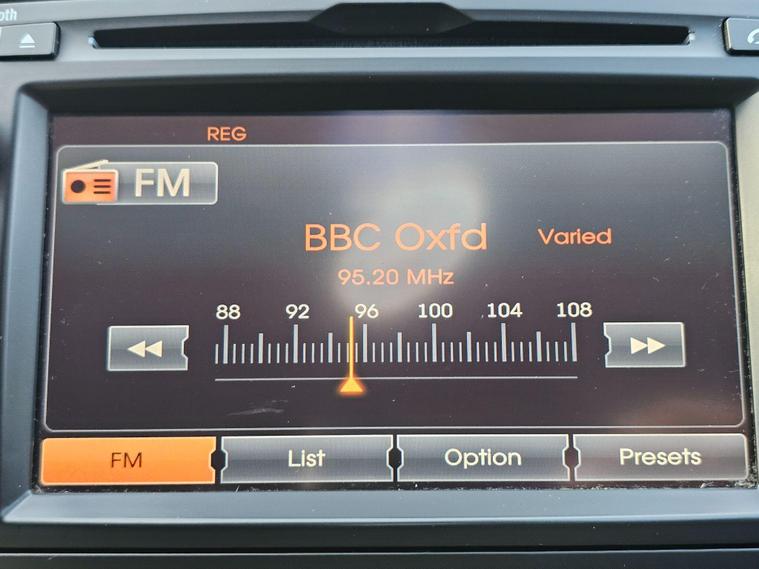 REG
FM
BBC Oxfd
Varied
95.20 MHz
88 92 96 100 104 108
FM List Option Presets